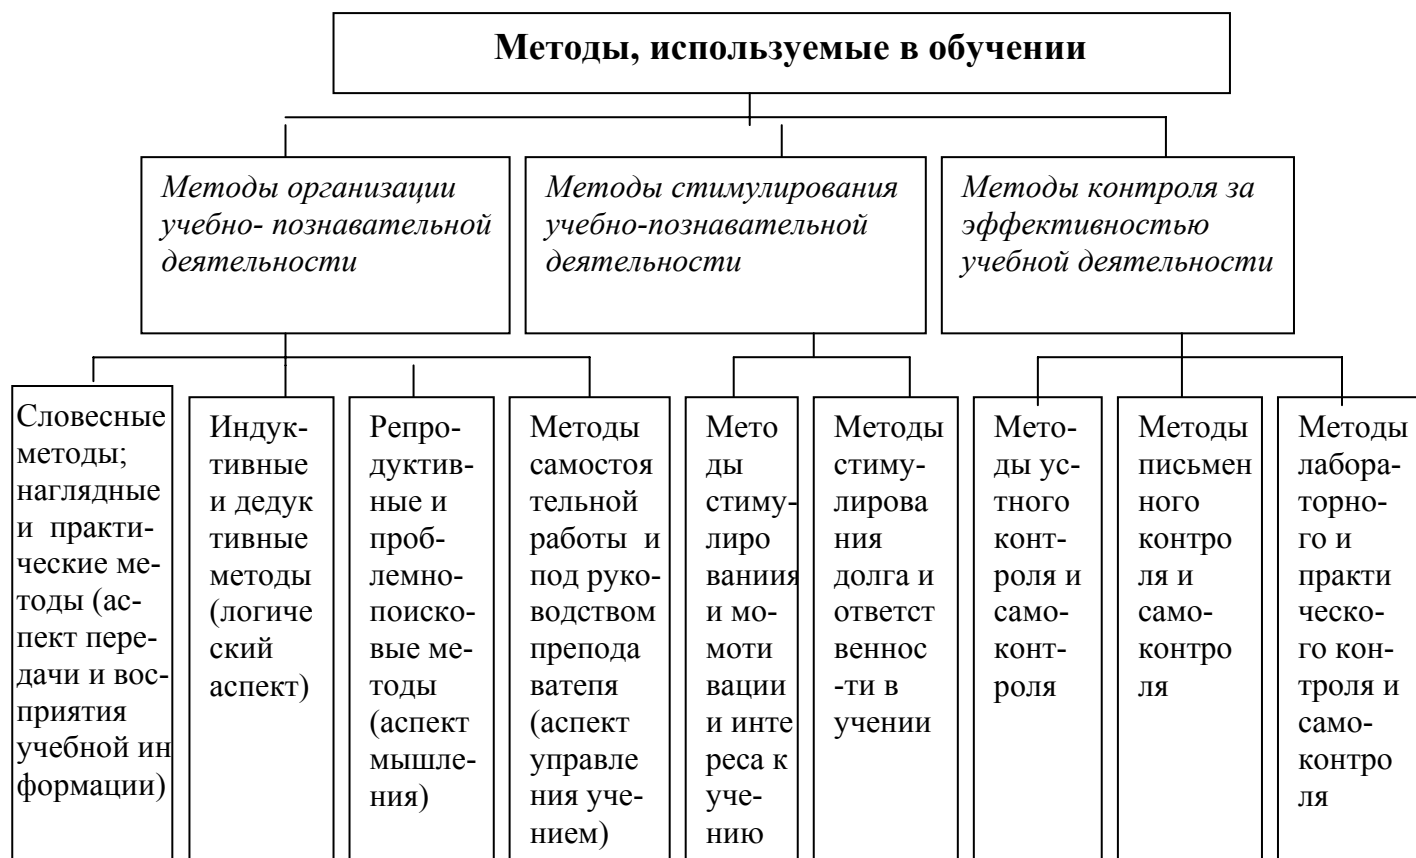 Методы, используемые в обучении
Методы организации
учебно- познавательной
деятельности
Методы стимулирования
учебно-познавательной
деятельности
Методы контроля за
эффективностью
учебной деятельности
Словесные
методы;
наглядные
и практи-
ческие ме-
тоды (ас-
пект пере-
дачи и вос-
приятия
учебной ин
формации)
Индук-
тивные
и дедук
тивные
методы
(логиче
ский
аспект)
Репро-
дуктив-
ные и
проб-
лемно-
поиско-
вые ме-
тоды
(аспект
мышле-
ния)
Методы
самостоя
тельной
работы и
под руко-
водством
препода
ватепя
(аспект
управле
ния уче-
нием)
Мето
ды
стиму-
лиро
ваниия
и мо-
моти
вации
и инте
реса к
уче-
нию
Методы
стиму-
лирова
ния
долга и
ответст
веннос
-ти в
учении
Мето-
ды ус-
тного
конт-
роля и
само-
конт-
роля
Методы
письмен
ного
контро
ля и
само-
контро
ля
Методы
лабора-
торно-
го и
практи
ческо-
го кон-
троля и
само-
контро
ля